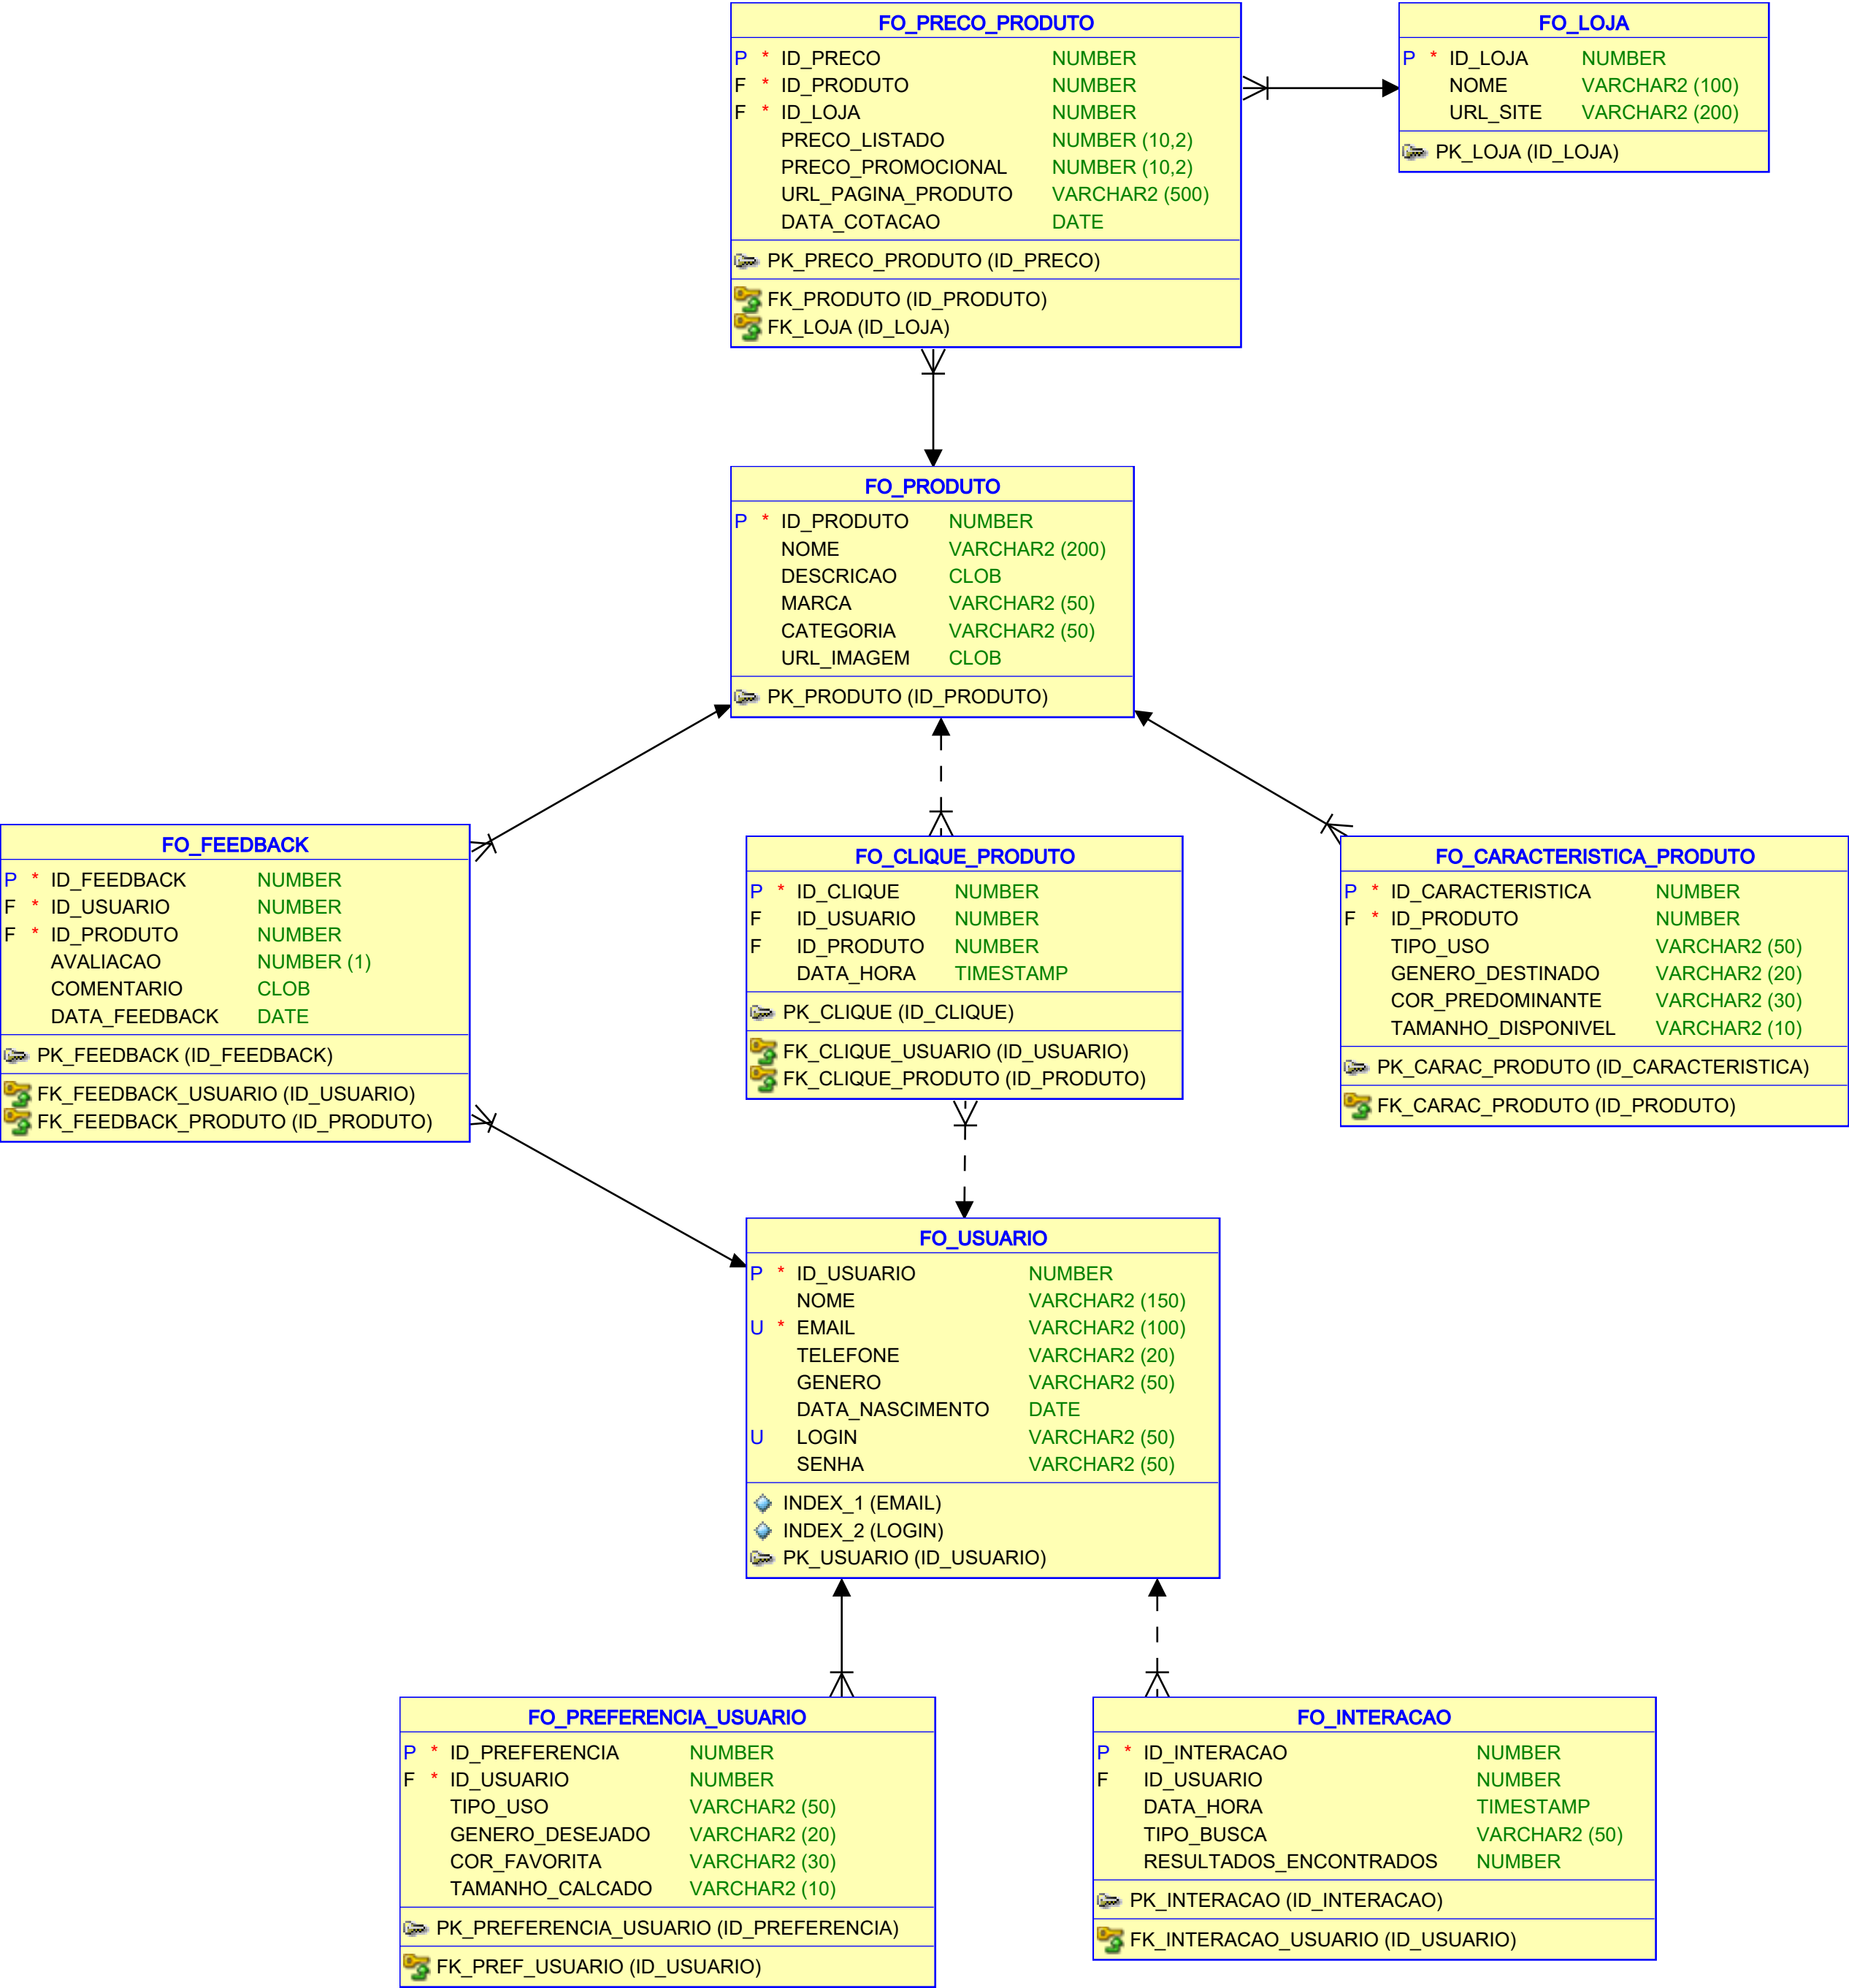 FO_PRECO_PRODUTO
P * ID_PRECO NUMBER
F * ID_PRODUTO NUMBER
F * ID_LOJA NUMBER
PRECO_LISTADO NUMBER (10,2)
PRECO_PROMOCIONAL NUMBER (10,2)
URL_PAGINA_PRODUTO VARCHAR2 (500)
DATA_COTACAO DATE
PK_PRECO_PRODUTO (ID_PRECO)
FK_PRODUTO (ID_PRODUTO)
FK_LOJA (ID_LOJA)
FO_LOJA
P * ID_LOJA NUMBER
NOME VARCHAR2 (100)
URL_SITE VARCHAR2 (200)
PK_LOJA (ID_LOJA)
FO_PRODUTO
P * ID_PRODUTO NUMBER
NOME VARCHAR2 (200)
DESCRICAO CLOB
MARCA VARCHAR2 (50)
CATEGORIA VARCHAR2 (50)
URL_IMAGEM CLOB
PK_PRODUTO (ID_PRODUTO)
FO_FEEDBACK
P * ID_FEEDBACK NUMBER
F * ID_USUARIO NUMBER
F * ID_PRODUTO NUMBER
AVALIACAO NUMBER (1)
COMENTARIO CLOB
DATA_FEEDBACK DATE
PK_FEEDBACK (ID_FEEDBACK)
FK_FEEDBACK_USUARIO (ID_USUARIO)
FK_FEEDBACK_PRODUTO (ID_PRODUTO)
FO_CLIQUE_PRODUTO
P * ID_CLIQUE NUMBER
F ID_USUARIO NUMBER
F ID_PRODUTO NUMBER
DATA_HORA TIMESTAMP
PK_CLIQUE (ID_CLIQUE)
FK_CLIQUE_USUARIO (ID_USUARIO)
FK_CLIQUE_PRODUTO (ID_PRODUTO)
FO_CARACTERISTICA_PRODUTO
P * ID_CARACTERISTICA NUMBER
F * ID_PRODUTO NUMBER
TIPO_USO VARCHAR2 (50)
GENERO_DESTINADO VARCHAR2 (20)
COR_PREDOMINANTE VARCHAR2 (30)
TAMANHO_DISPONIVEL VARCHAR2 (10)
PK_CARAC_PRODUTO (ID_CARACTERISTICA)
FK_CARAC_PRODUTO (ID_PRODUTO)
FO_USUARIO
P * ID_USUARIO NUMBER
NOME VARCHAR2 (150)
U * EMAIL VARCHAR2 (100)
TELEFONE VARCHAR2 (20)
GENERO VARCHAR2 (50)
DATA_NASCIMENTO DATE
U LOGIN VARCHAR2 (50)
SENHA VARCHAR2 (50)
INDEX_1 (EMAIL)
INDEX_2 (LOGIN)
PK_USUARIO (ID_USUARIO)
FO_PREFERENCIA_USUARIO
P * ID_PREFERENCIA NUMBER
F * ID_USUARIO NUMBER
TIPO_USO VARCHAR2 (50)
GENERO_DESEJADO VARCHAR2 (20)
COR_FAVORITA VARCHAR2 (30)
TAMANHO_CALCADO VARCHAR2 (10)
PK_PREFERENCIA_USUARIO (ID_PREFERENCIA)
FK_PREF_USUARIO (ID_USUARIO)
FO_INTERACAO
P * ID_INTERACAO NUMBER
F ID_USUARIO NUMBER
DATA_HORA TIMESTAMP
TIPO_BUSCA VARCHAR2 (50)
RESULTADOS_ENCONTRADOS NUMBER
PK_INTERACAO (ID_INTERACAO)
FK_INTERACAO_USUARIO (ID_USUARIO)